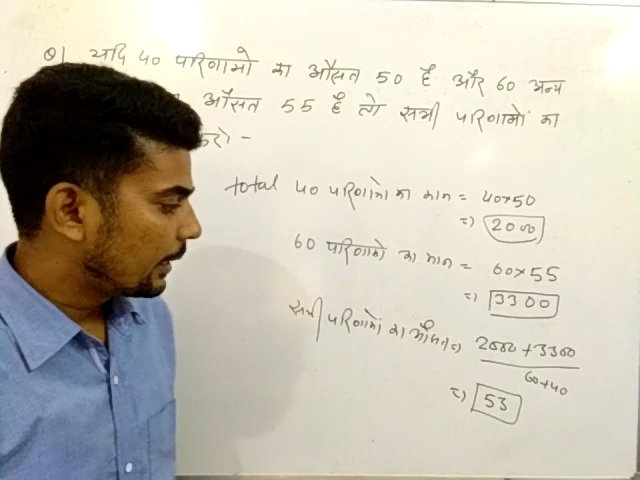 Q) यदि 40 परिणामो का औसत 50 है और 60 अन्य
औसत 55 है तो सभी परिणामों का
करो -
total 40 परिणामो का मान = 40×50
=) 2000
60 परिणामो का मान = 60×55
=) 3300
सभी परिणामों का औसत =) 2000 + 3300
60+40
=) 53